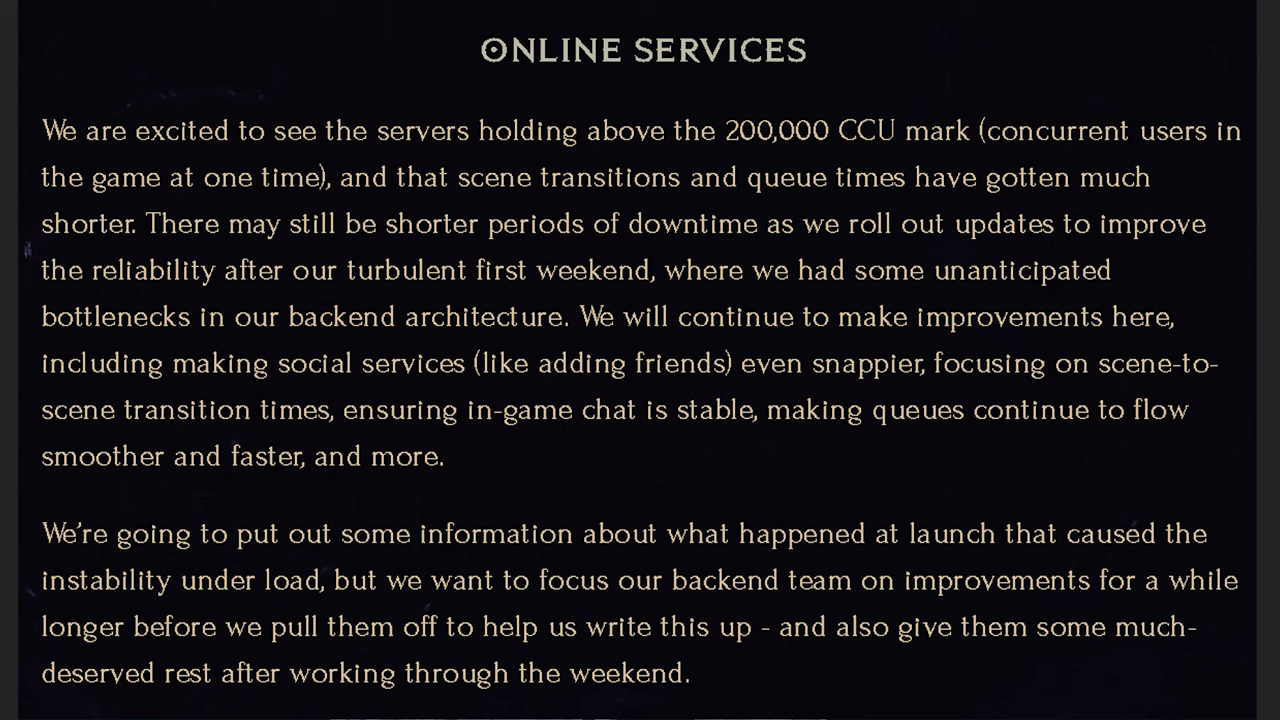 ONLINE SERVICES
We are excited to see the servers holding above the 200,000 CCU mark (concurrent users in
the game at one time), and that scene transitions and queue times have gotten much
shorter. There may still be shorter periods of downtime as we roll out updates to improve
the reliability after our turbulent first weekend, where we had some unanticipated
bottlenecks in our backend architecture. We will continue to make improvements here,
including making social services (like adding friends) even snappier, focusing on scene-to-
scene transition times, ensuring in-game chat is stable, making queues continue to flow
smoother and faster, and more.
We're going to put out some information about what happened at launch that caused the
instability under load, but we want to focus our backend team on improvements for a while
longer before we pull them off to help us write this up - and also give them some much-
deserved rest after working through the weekend.